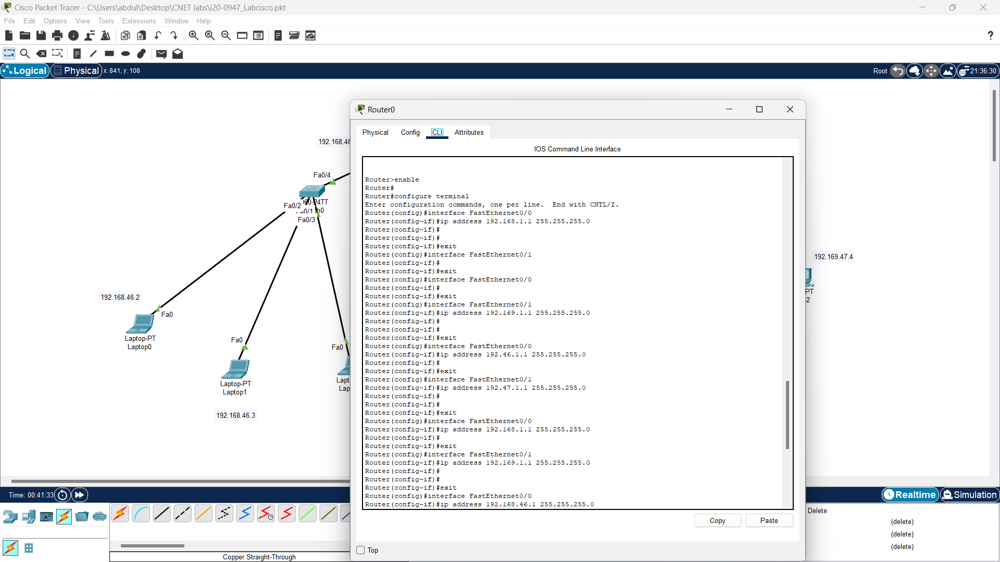 Cisco Packet Tracer - C:\Users\abdul\Desktop\CNET labs\i20-0947_Labcisco.pkt
File Edit Options View Tools Extensions Window Help
?
Logical Physical x: 841, y: 108
Root 21:36:30
Router0
Physical Config CLI Attributes
IOS Command Line Interface
Router>enable
Router#
Router#configure terminal
Enter configuration commands, one per line.  End with CNTL/Z.
Router(config)#interface FastEthernet0/0
Router(config-if)#ip address 192.168.1.1 255.255.255.0
Router(config-if)#
Router(config-if)#
Router(config-if)#exit
Router(config)#interface FastEthernet0/1
Router(config-if)#
Router(config-if)#exit
Router(config)#interface FastEthernet0/0
Router(config-if)#
Router(config-if)#exit
Router(config)#interface FastEthernet0/1
Router(config-if)#ip address 192.169.1.1 255.255.255.0
Router(config-if)#
Router(config-if)#
Router(config-if)#exit
Router(config)#interface FastEthernet0/0
Router(config-if)#ip address 192.46.1.1 255.255.255.0
Router(config-if)#
Router(config-if)#exit
Router(config)#interface FastEthernet0/1
Router(config-if)#ip address 192.47.1.1 255.255.255.0
Router(config-if)#
Router(config-if)#
Router(config-if)#exit
Router(config)#interface FastEthernet0/0
Router(config-if)#ip address 192.168.1.1 255.255.255.0
Router(config-if)#
Router(config-if)#exit
Router(config)#interface FastEthernet0/1
Router(config-if)#ip address 192.169.1.1 255.255.255.0
Router(config-if)#
Router(config-if)#
Router(config-if)#exit
Router(config)#interface FastEthernet0/0
Router(config-if)#ip address 192.168.46.1 255.255.255.0
Copy Paste
Top
192.168.46
Fa0/4
60-24TT
Fa0/2
Fa0/3
192.168.46.2
Fa0
Laptop-PT
Laptop0
Fa0
Laptop-PT
Laptop1
192.168.46.3
Fa0
Lapt
Lap
192.169.47.4
PT
2
Time: 00:41:33
Realtime Simulation
Copper Straight-Through
Delete
(delete)
(delete)
(delete)